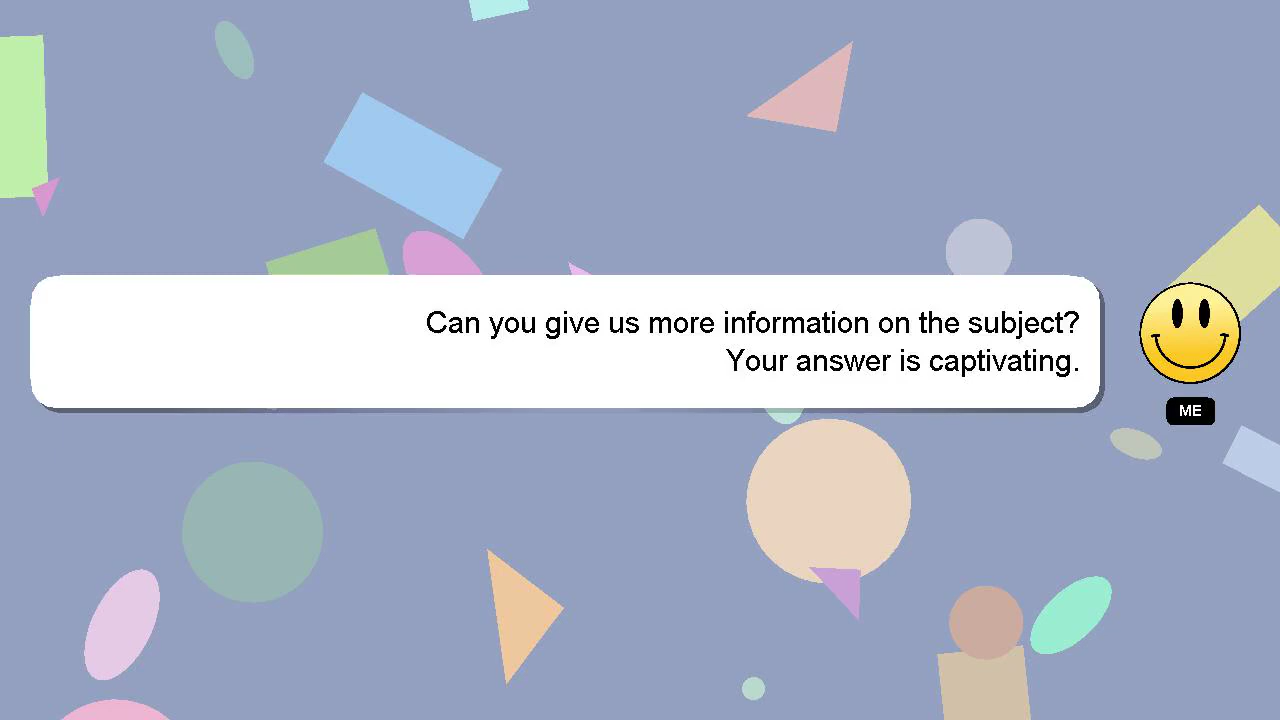 Can you give us more information on the subject?
Your answer is captivating.
ME